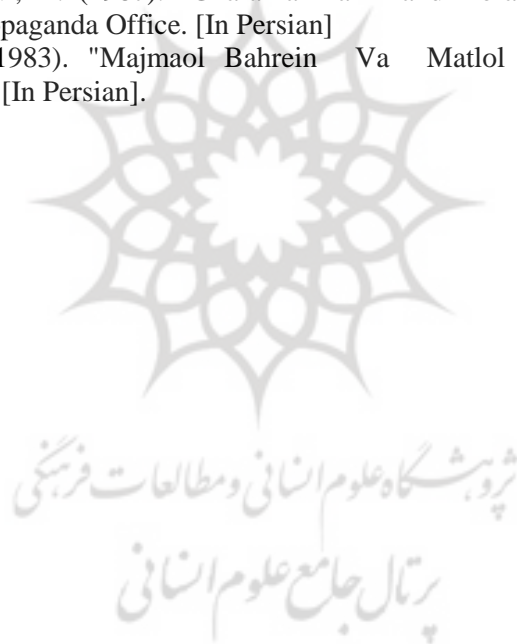 (1987).
paganda Office. [In Persian]
1983). "Majmaol Bahrein Va Matlol
[In Persian].
پژوهشگاه علوم انسانی و مطالعات فرهنگی
پرتال جامع علوم انسانی